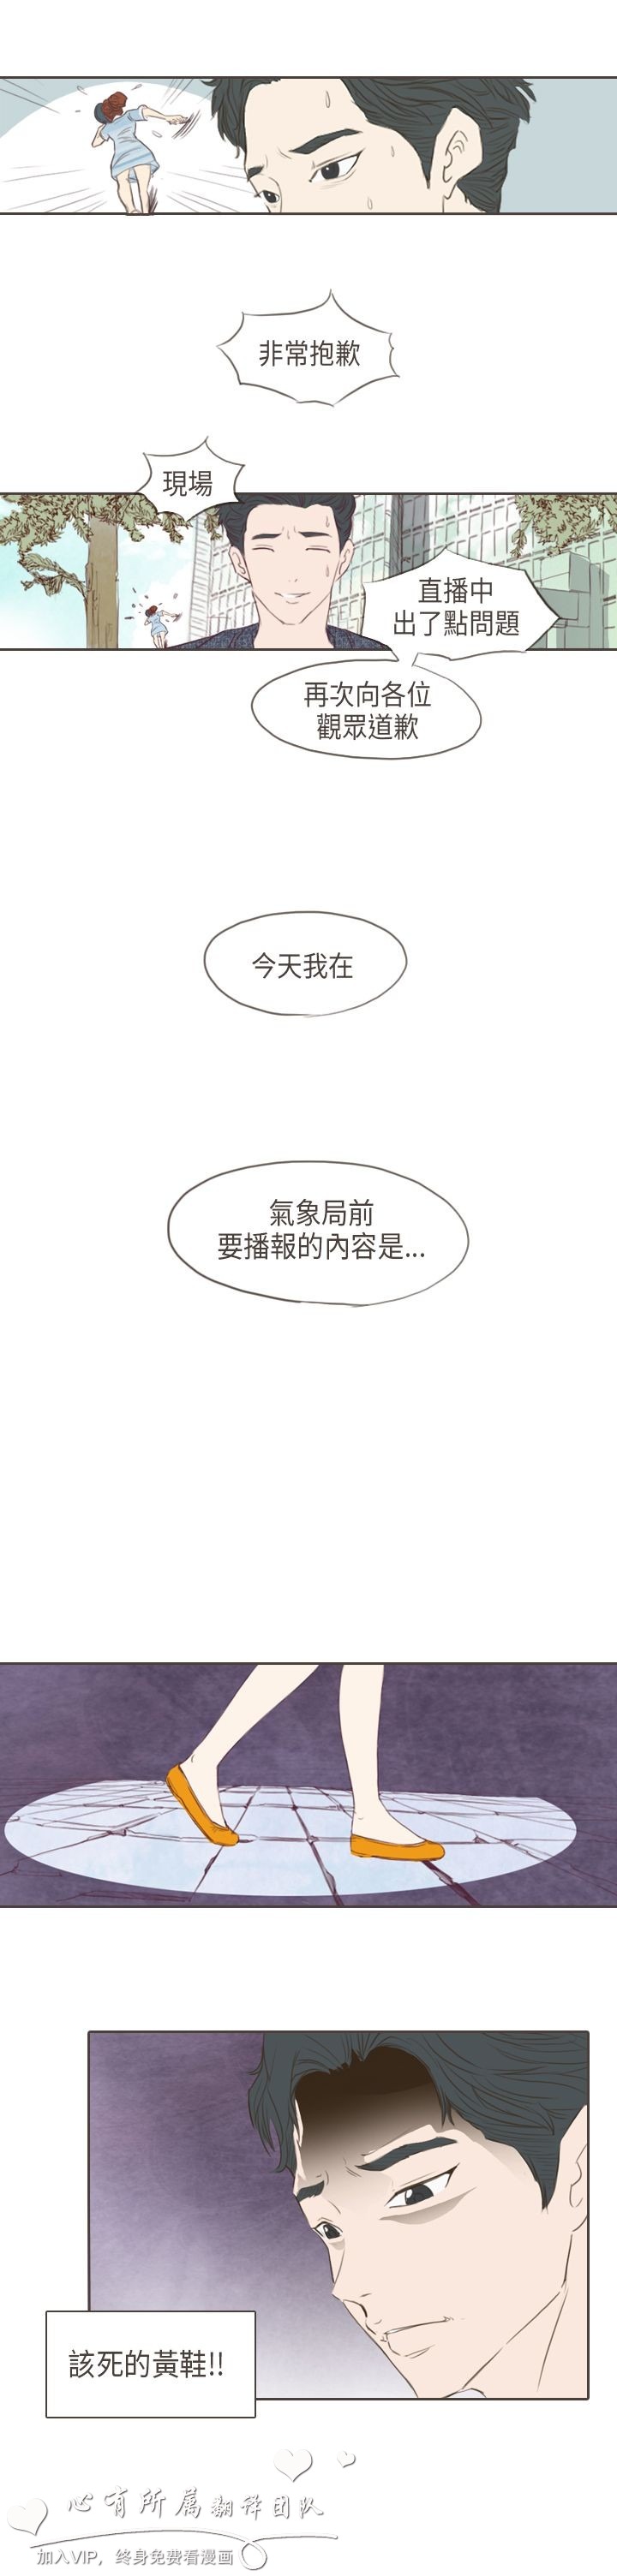 非常抱歉
現場
直播中
出了點問題
再次向各位
觀眾道歉
今天我在
氣象局前
要播報的內容是...
該死的黃鞋!!
心有所属翻译团队
加入VIP，终身免费看漫画